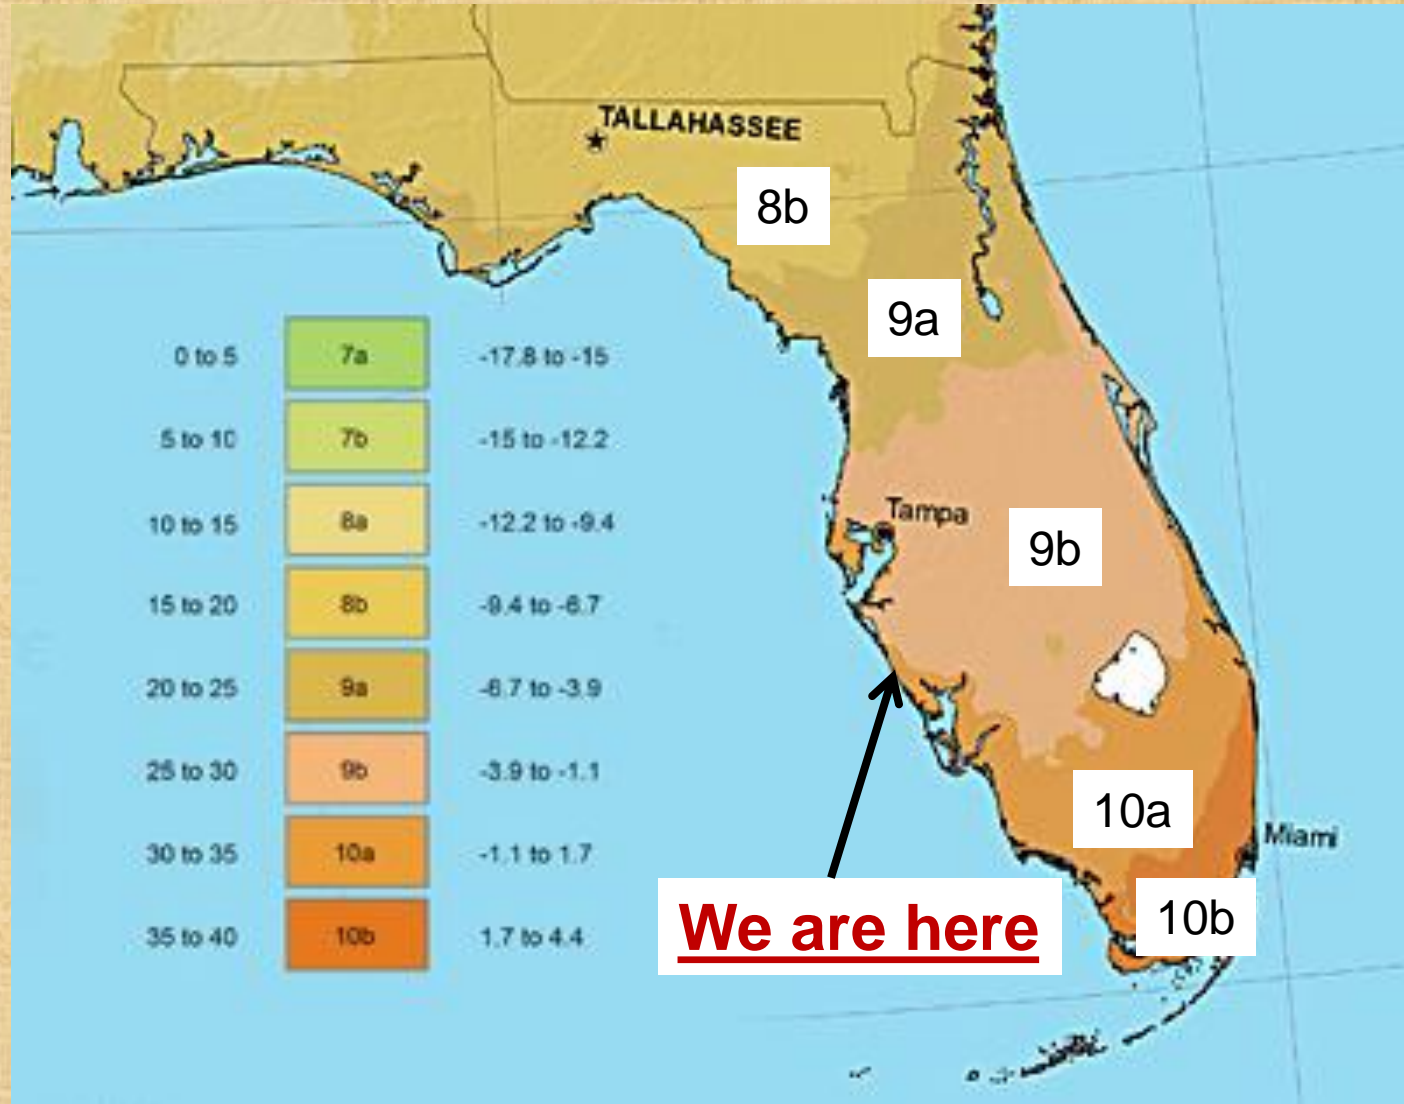 TALLAHASSEE
8b
9a
0 to 5 7a -17.8 to -15
5 to 10 7b -15 to -12.2
10 to 15 8a -12.2 to -9.4
Tampa
9b
15 to 20 8b -9.4 to -6.7
20 to 25 9a -6.7 to -3.9
25 to 30 9b -3.9 to -1.1
10a
30 to 35 10a -1.1 to 1.7
Miami
We are here
10b
35 to 40 10b 1.7 to 4.4